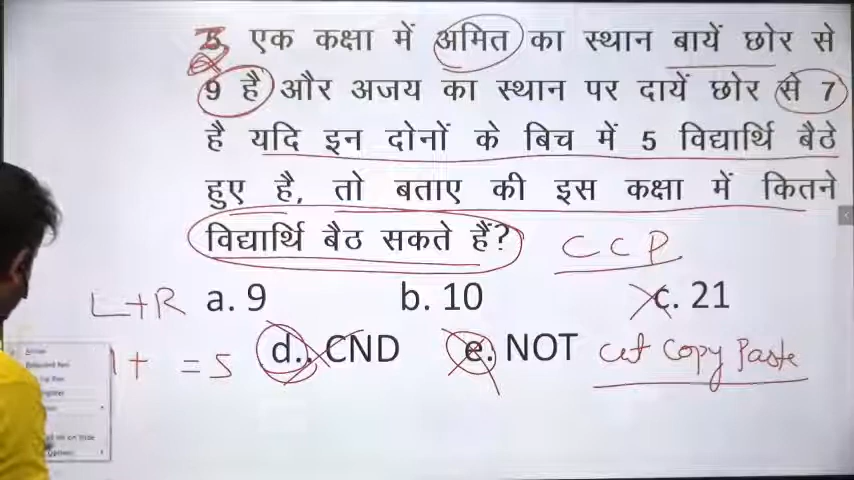 5. एक कक्षा में अमित का स्थान बायें छोर से
9 है और अजय का स्थान पर दायें छोर से 7
है यदि इन दोनों के बिच में 5 विद्यार्थि बैठे
हुए है, तो बताए की इस कक्षा में कितने
विद्यार्थि बैठ सकते हैं?
CCP
L+R a. 9 b. 10 c. 21
1+ = 5 d. CND e. NOT Cut Copy Paste